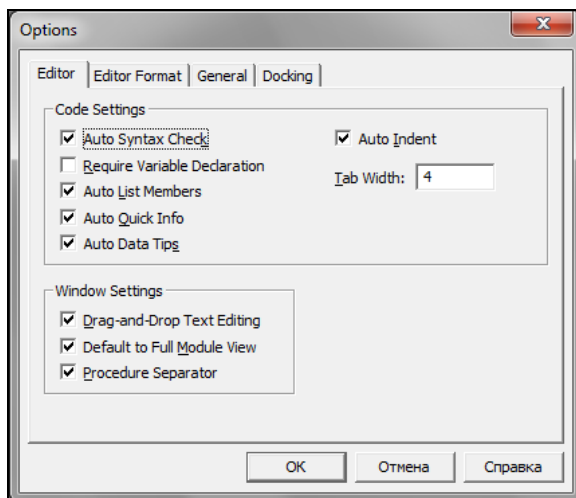 Options
Editor Editor Format General Docking
Code Settings
Auto Syntax Check Auto Indent
Require Variable Declaration
Tab Width: 4
Auto List Members
Auto Quick Info
Auto Data Tips
Window Settings
Drag-and-Drop Text Editing
Default to Full Module View
Procedure Separator
OK Отмена Справка